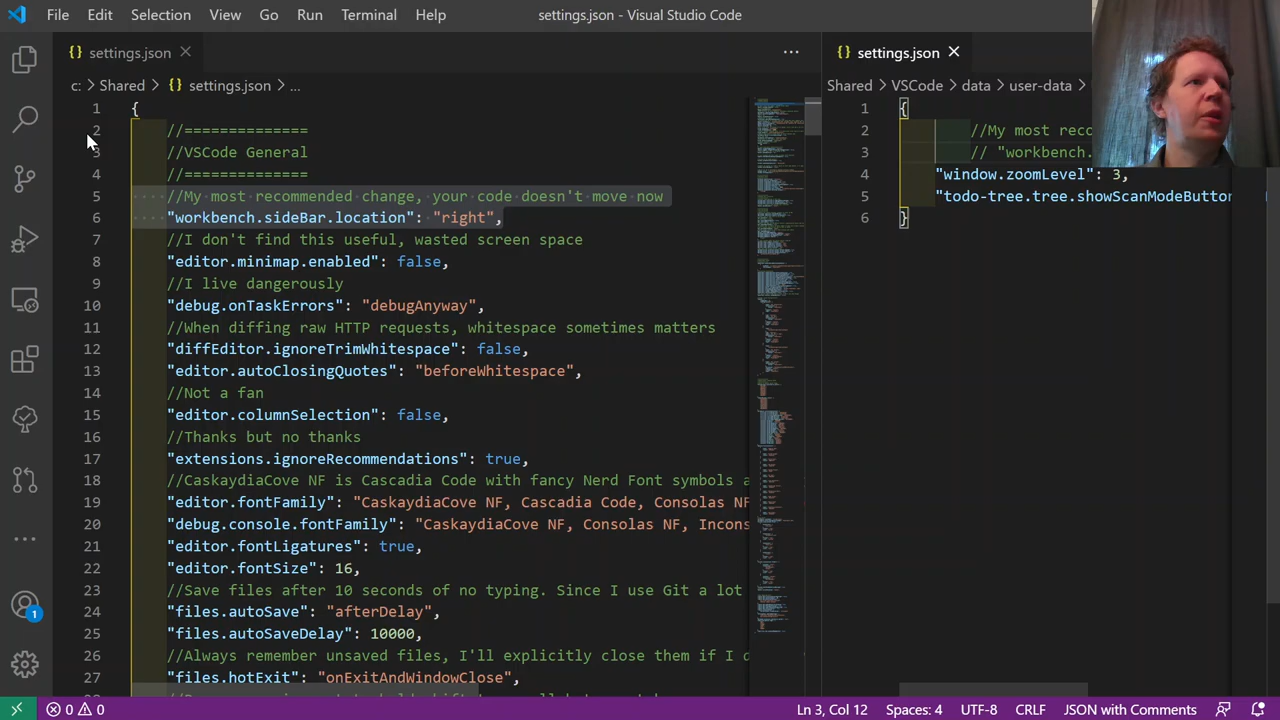 File Edit Selection View Go Run Terminal Help
settings.json - Visual Studio Code
settings.json
c: > Shared > {} settings.json > ...
1 {
2 //==============
3 //VSCode General
//==============
5 //My most recommended change, your code doesn't move now
"workbench.sideBar.location": "right",
7 //I don't find this useful, wasted screen space
8 "editor.minimap.enabled": false,
9 //I live dangerously
10 "debug.onTaskErrors": "debugAnyway",
11 //When diffing raw HTTP requests, whitespace sometimes matters
12 "diffEditor.ignoreTrimWhitespace": false,
13 "editor.autoClosingQuotes": "beforeWhitespace",
14 //Not a fan
15 "editor.columnSelection": false,
16 //Thanks but no thanks
17 "extensions.ignoreRecommendations": true,
18 //CaskaydiaCove NF is Cascadia Code with fancy Nerd Font symbols a
19 "editor.fontFamily": "CaskaydiaCove NF, Cascadia Code, Consolas NF
20 "debug.console.fontFamily": "CaskaydiaCove NF, Consolas NF, Incons
21 "editor.fontLigatures": true,
22 "editor.fontSize":
23 //Save file after 10 seconds of no typing. Since I use Git a lot
24 "files.autoSave": "afterDelay",
25 "files.autoSaveDelay": 10000,
26 //Always remember unsaved files, I'll explicitly close them if I d
27 "files.hotExit": "onExitAndWindowClose",
settings.json
Shared > VSCode > data > user-data >
1 {
2 //My most reco
3 // "workbench.
4 "window.zoomLevel": 3,
5 "todo-tree.tree.showScanModeButton
6 }
1
0 0
Ln 3, Col 12 Spaces: 4 UTF-8 CRLF JSON with Comments